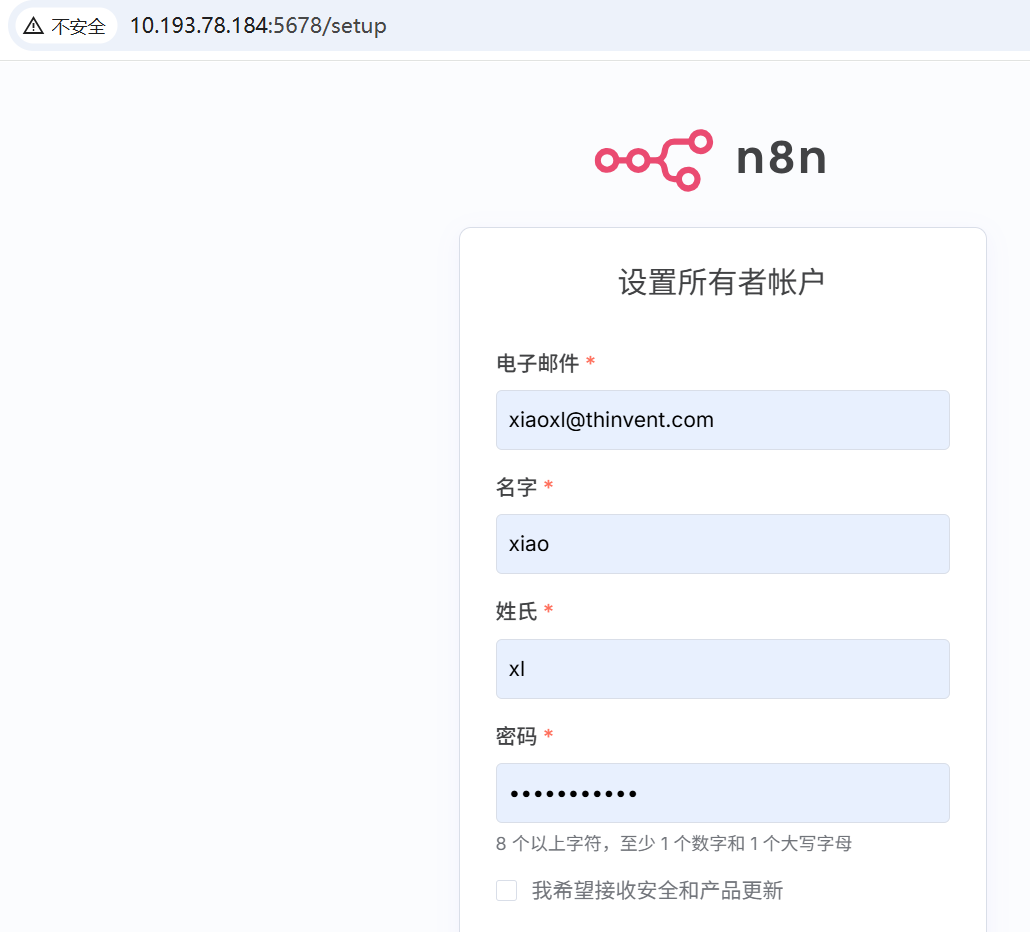 不安全 10.193.78.184:5678/setup
n8n
设置所有者帐户
电子邮件 *
xiaoxl@thinvent.com
名字 *
xiao
姓氏 *
xl
密码 *
•••••••••••
8 个以上字符，至少 1 个数字和 1 个大写字母
我希望接收安全和产品更新